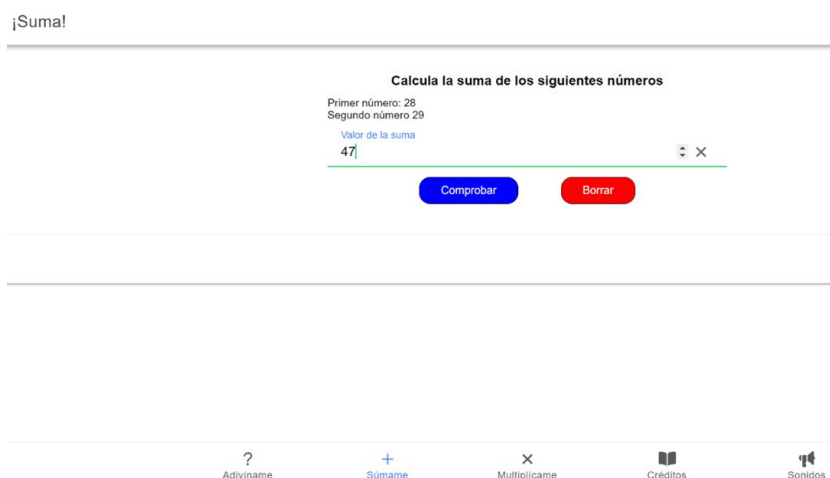 ¡Suma!
Calcula la suma de los siguientes números
Primer número: 28
Segundo número 29
Valor de la suma
47
Comprobar Borrar
Adivíname Súmame Multiplícame Créditos Sonidos